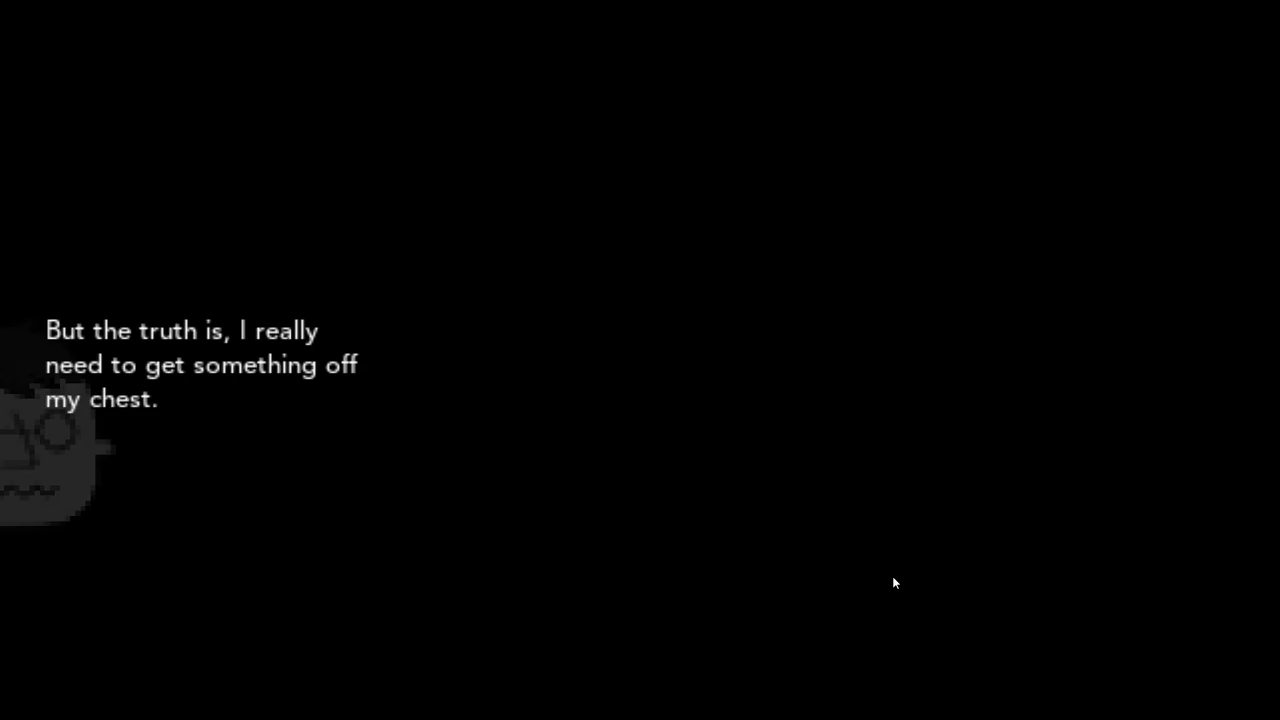 But the truth is, I really
need to get something off
my chest.